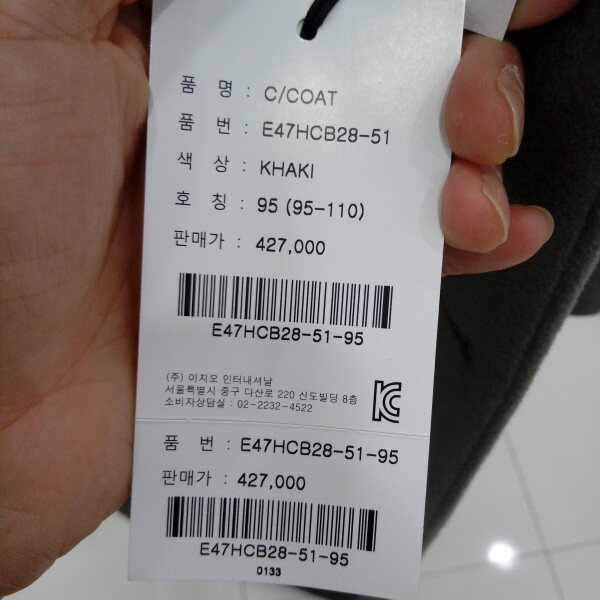 품 명 : C/COAT
품 번 : E47HCB28-51
색 상 : KHAKI
호 칭 : 95 (95-110)
판매가 : 427,000
E47HCB28-51-95
(주) 이지오 인터내셔날
서울특별시 중구 다산로 220 신도빌딩 8층
소비자상담실 : 02-2232-4522
KC
품 번 : E47HCB28-51-95
판매가 : 427,000
E47HCB28-51-95
0133